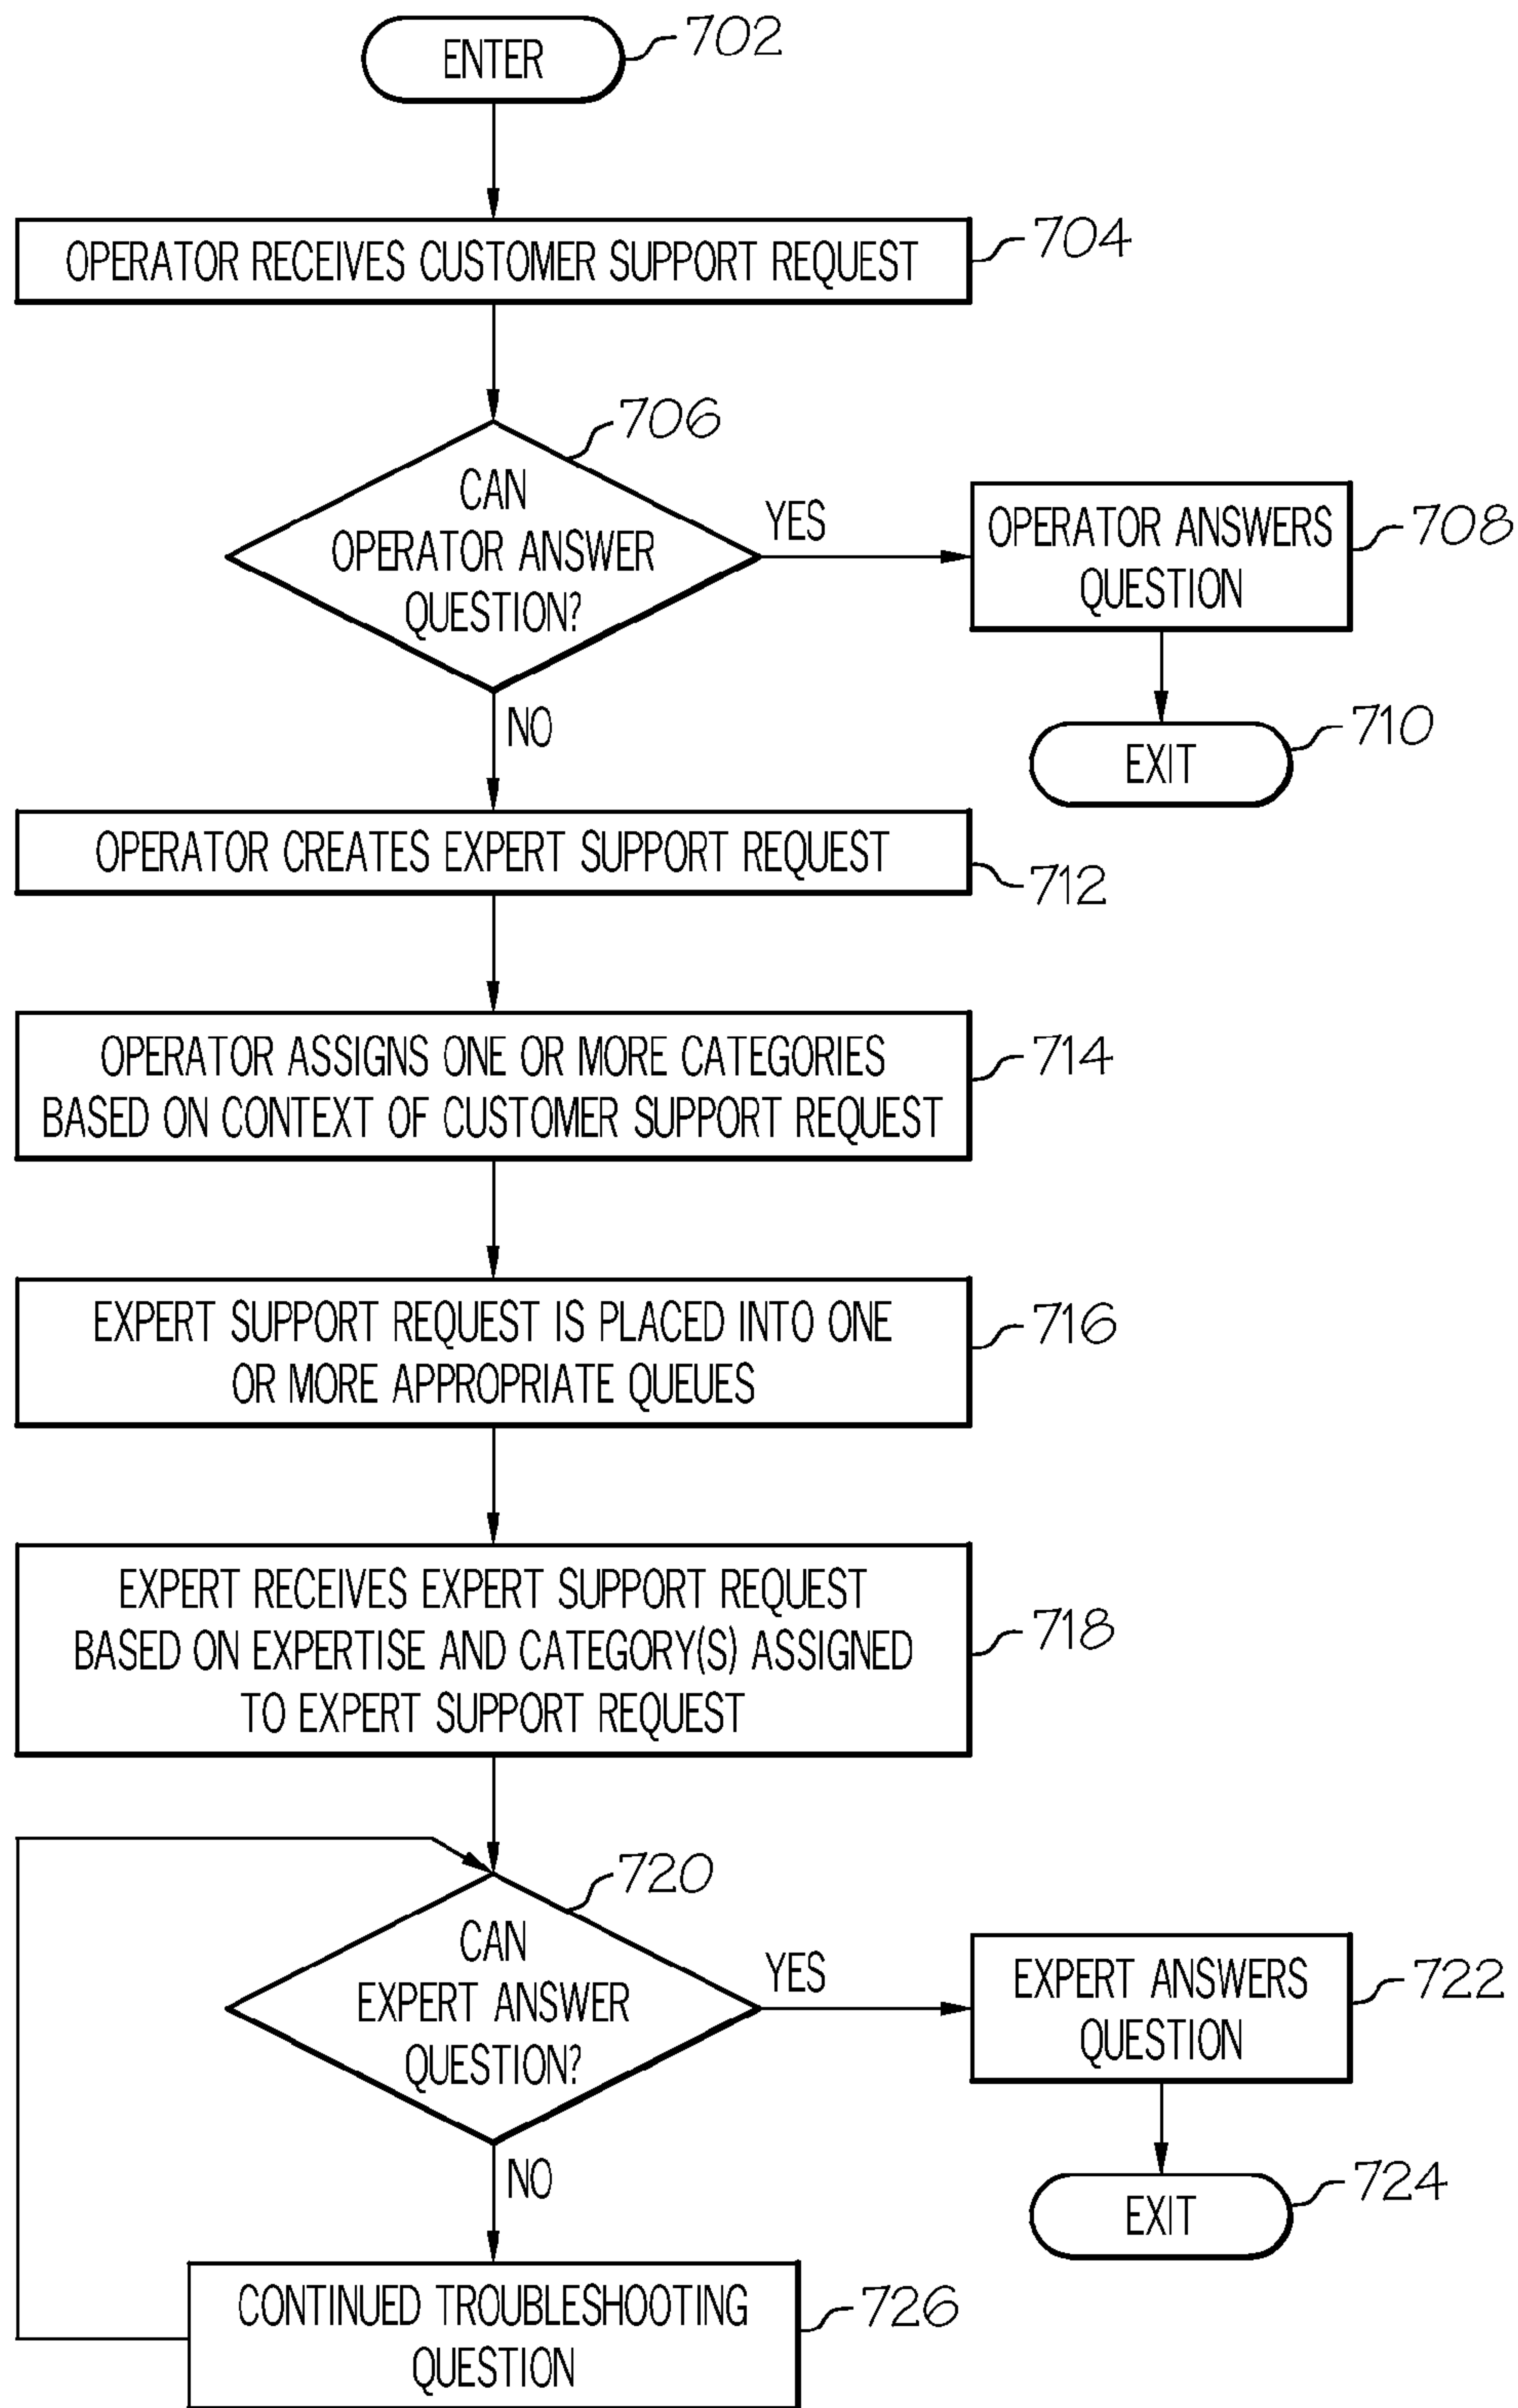 ENTER
702
OPERATOR RECEIVES CUSTOMER SUPPORT REQUEST
704
706
CAN
OPERATOR ANSWER
QUESTION?
YES
OPERATOR ANSWERS
QUESTION
708
NO
EXIT
710
OPERATOR CREATES EXPERT SUPPORT REQUEST
712
OPERATOR ASSIGNS ONE OR MORE CATEGORIES
BASED ON CONTEXT OF CUSTOMER SUPPORT REQUEST
714
EXPERT SUPPORT REQUEST IS PLACED INTO ONE
OR MORE APPROPRIATE QUEUES
716
EXPERT RECEIVES EXPERT SUPPORT REQUEST
BASED ON EXPERTISE AND CATEGORY(S) ASSIGNED
TO EXPERT SUPPORT REQUEST
718
720
CAN
EXPERT ANSWER
QUESTION?
YES
EXPERT ANSWERS
QUESTION
722
NO
EXIT
724
CONTINUED TROUBLESHOOTING
QUESTION
726